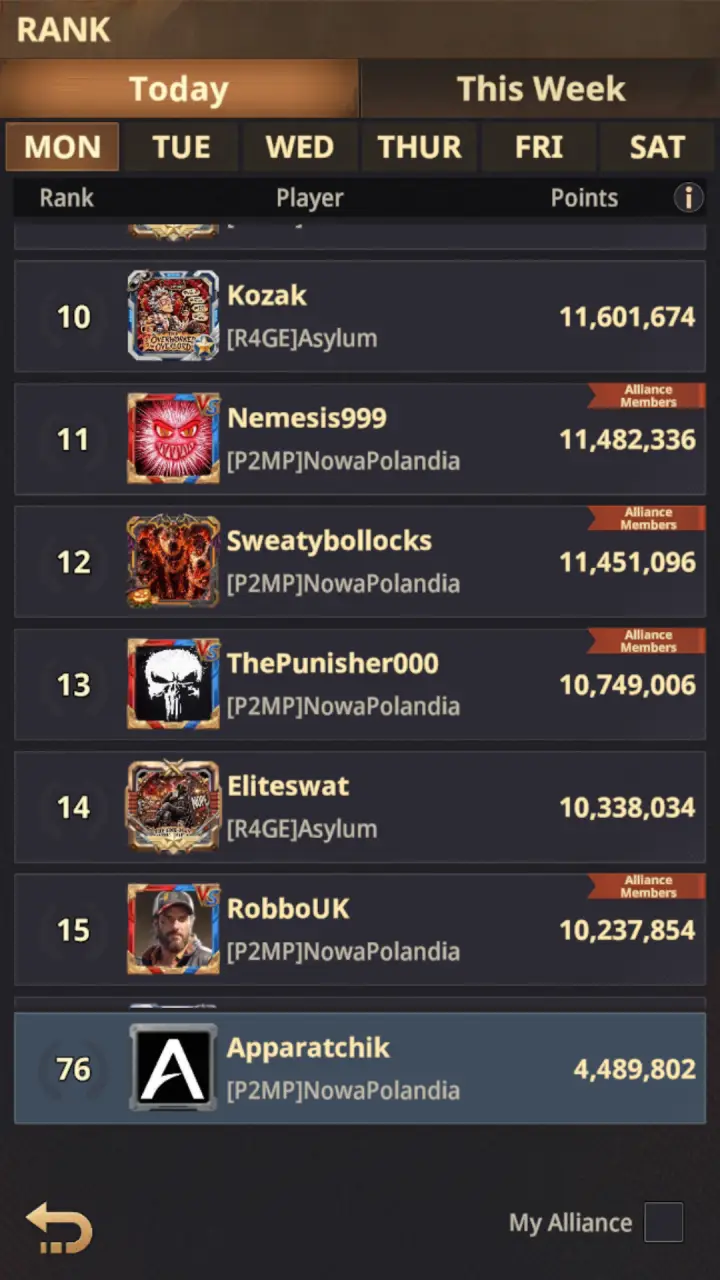 RANK
Today
This Week
MON
TUE
WED
THUR
FRI
SAT
Rank
Player
Points
i
10
Kozak
[R4GE]Asylum
11,601,674
11
VS
Nemesis999
[P2MP]NowaPolandia
Alliance
Members
11,482,336
12
Sweatybollocks
[P2MP]NowaPolandia
Alliance
Members
11,451,096
13
VS
ThePunisher000
[P2MP]NowaPolandia
Alliance
Members
10,749,006
14
Eliteswat
[R4GE]Asylum
10,338,034
15
VS
RobboUK
[P2MP]NowaPolandia
Alliance
Members
10,237,854
76
A
Apparatchik
[P2MP]NowaPolandia
4,489,802
My Alliance